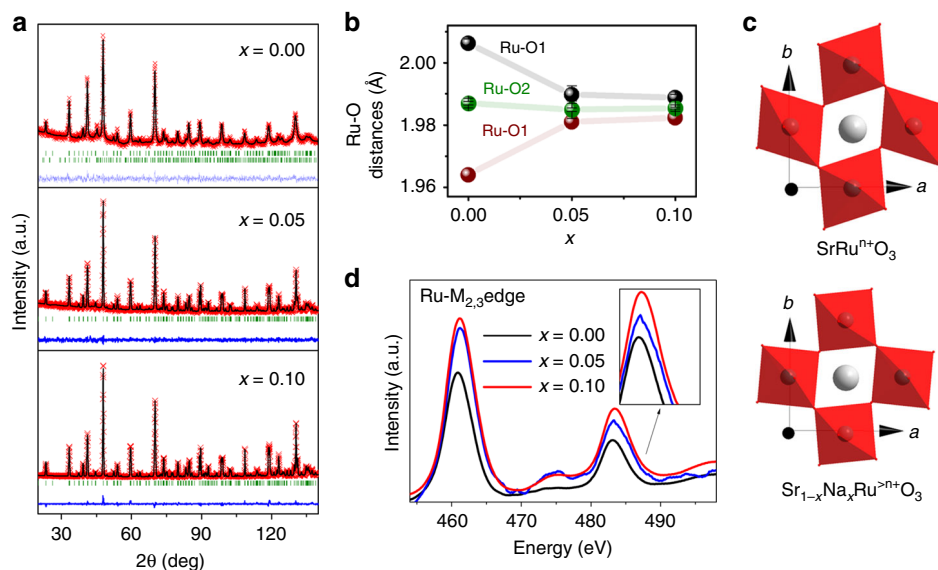 a
x = 0.00
x = 0.05
x = 0.10
Intensity (a.u.)
30 60 90 120
2θ (deg)
b
Ru-O1
Ru-O2
Ru-O1
2.00
1.98
1.96
Ru-O
distances (Å)
0.00 0.05 0.10
x
c
b
a
SrRuⁿ⁺O₃
b
a
Sr₁₋ₓNaₓRu^{>n+}O₃
d
Ru-M₂,₃edge
x = 0.00
x = 0.05
x = 0.10
Intensity (a.u.)
460 470 480 490
Energy (eV)